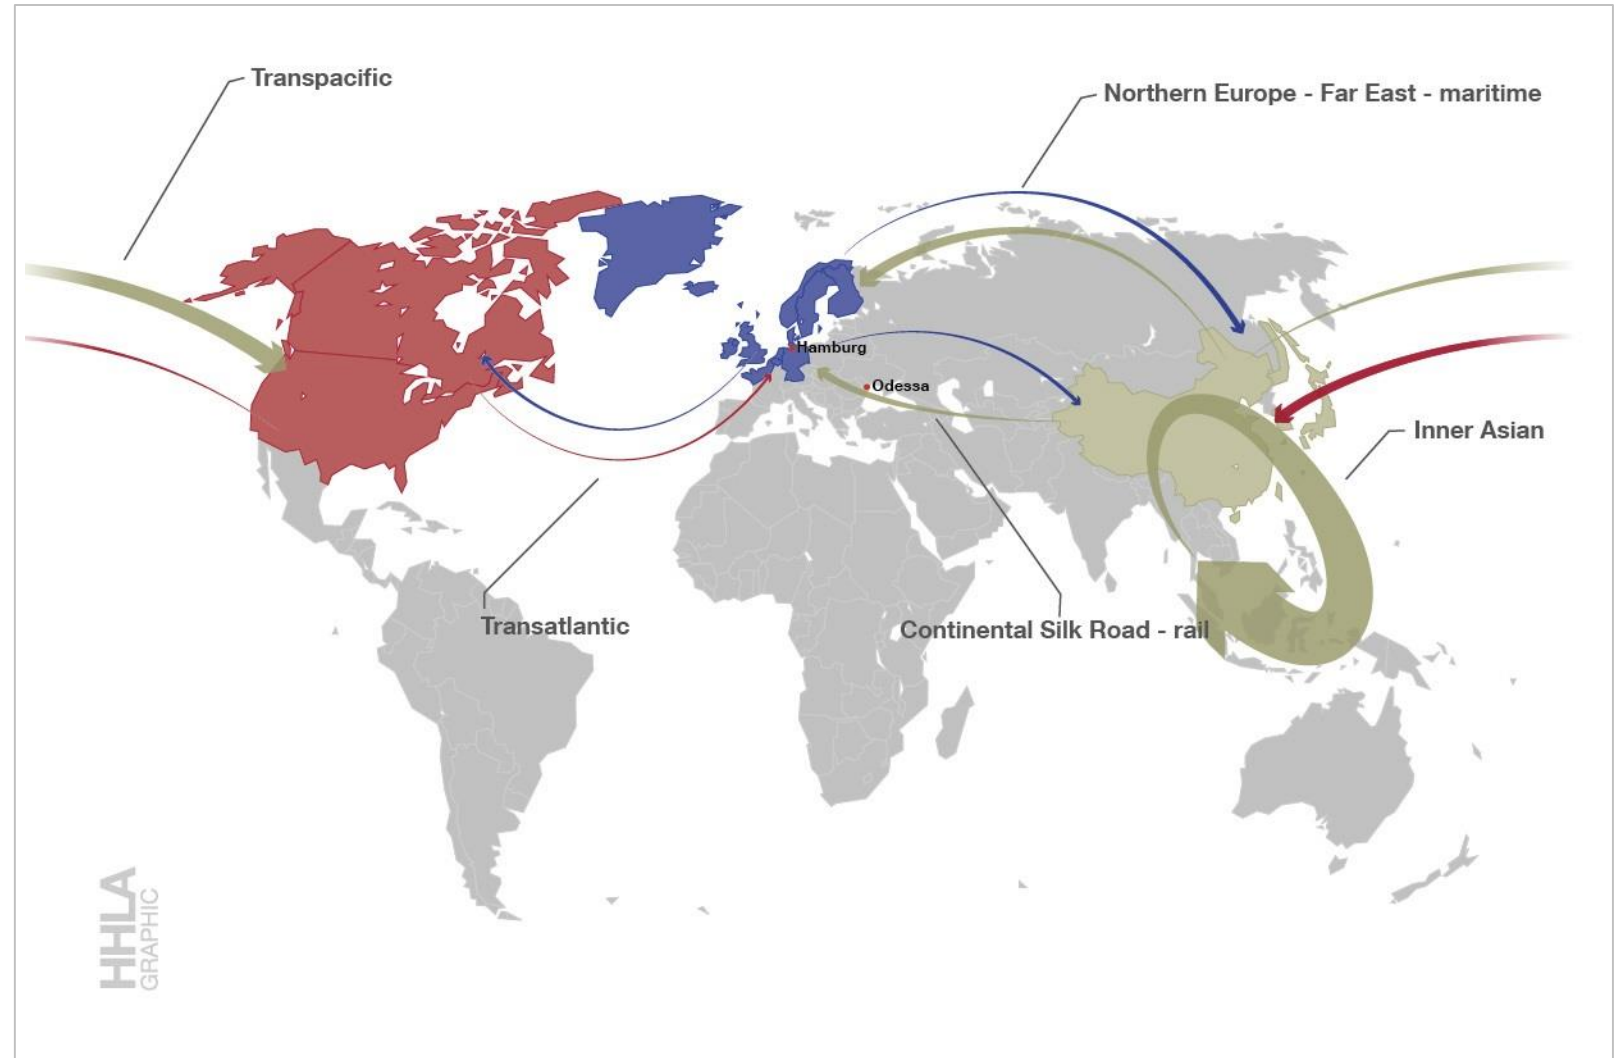 Transpacific
Northern Europe - Far East - maritime
Hamburg
Odessa
Inner Asian
Transatlantic
Continental Silk Road - rail
HHLA
GRAPHIC